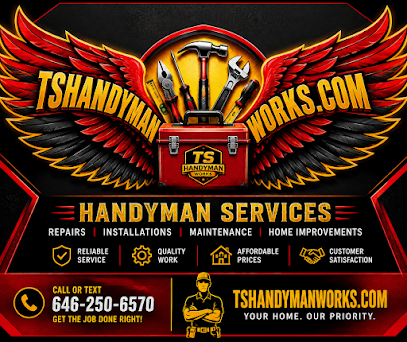 TSHANDYMAN WORKS.COM
TS
HANDYMAN
WORKS
HANDYMAN SERVICES
REPAIRS | INSTALLATIONS | MAINTENANCE | HOME IMPROVEMENTS
RELIABLE SERVICE
QUALITY WORK
AFFORDABLE PRICES
CUSTOMER SATISFACTION
CALL OR TEXT
646-250-6570
GET THE JOB DONE RIGHT!
TSHANDYMANWORKS.COM
YOUR HOME. OUR PRIORITY.